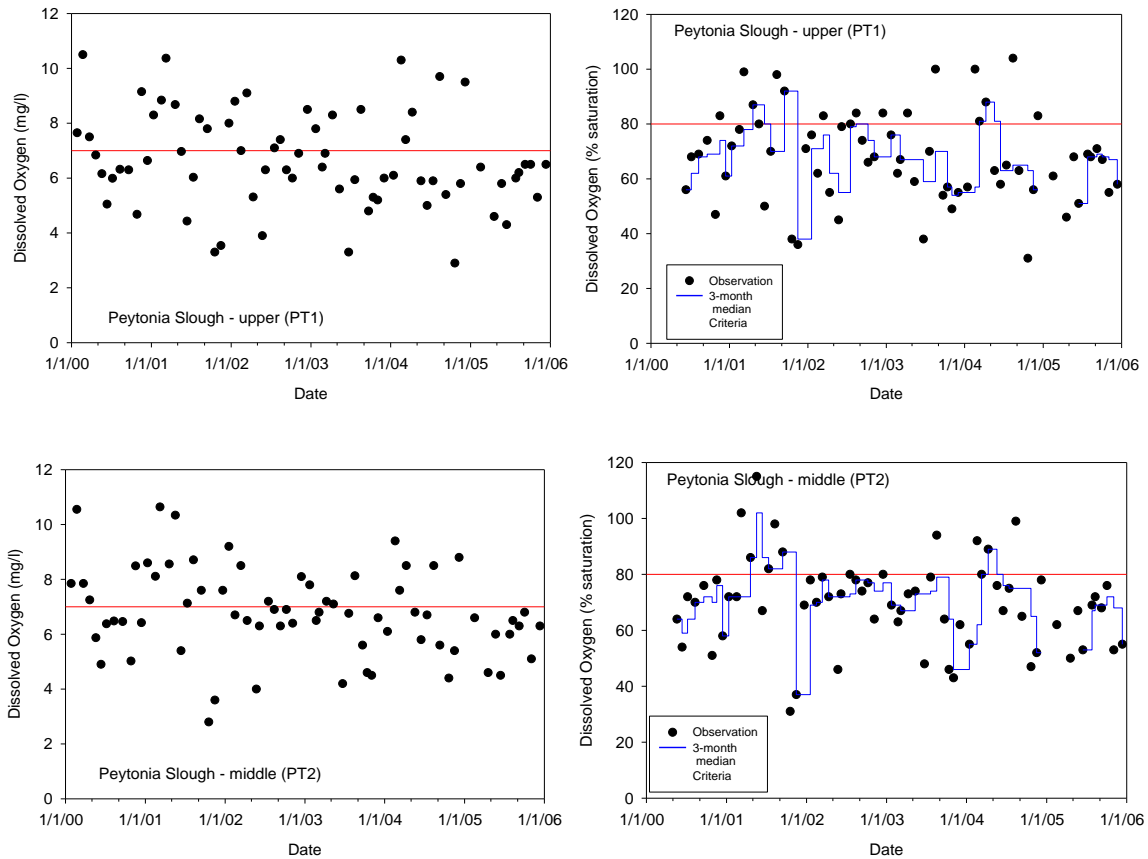 12
10
8
6
4
2
0
Dissolved Oxygen (mg/l)
Peytonia Slough - upper (PT1)
1/1/00 1/1/01 1/1/02 1/1/03 1/1/04 1/1/05 1/1/06
Date
Peytonia Slough - upper (PT1)
120
100
80
60
40
20
0
Dissolved Oxygen (% saturation)
Observation
3-month
median
Criteria
1/1/00 1/1/01 1/1/02 1/1/03 1/1/04 1/1/05 1/1/06
Date
12
10
8
6
4
2
0
Dissolved Oxygen (mg/l)
Peytonia Slough - middle (PT2)
1/1/00 1/1/01 1/1/02 1/1/03 1/1/04 1/1/05 1/1/06
Date
Peytonia Slough - middle (PT2)
120
100
80
60
40
20
0
Dissolved Oxygen (% saturation)
Observation
3-month
median
Criteria
1/1/00 1/1/01 1/1/02 1/1/03 1/1/04 1/1/05 1/1/06
Date